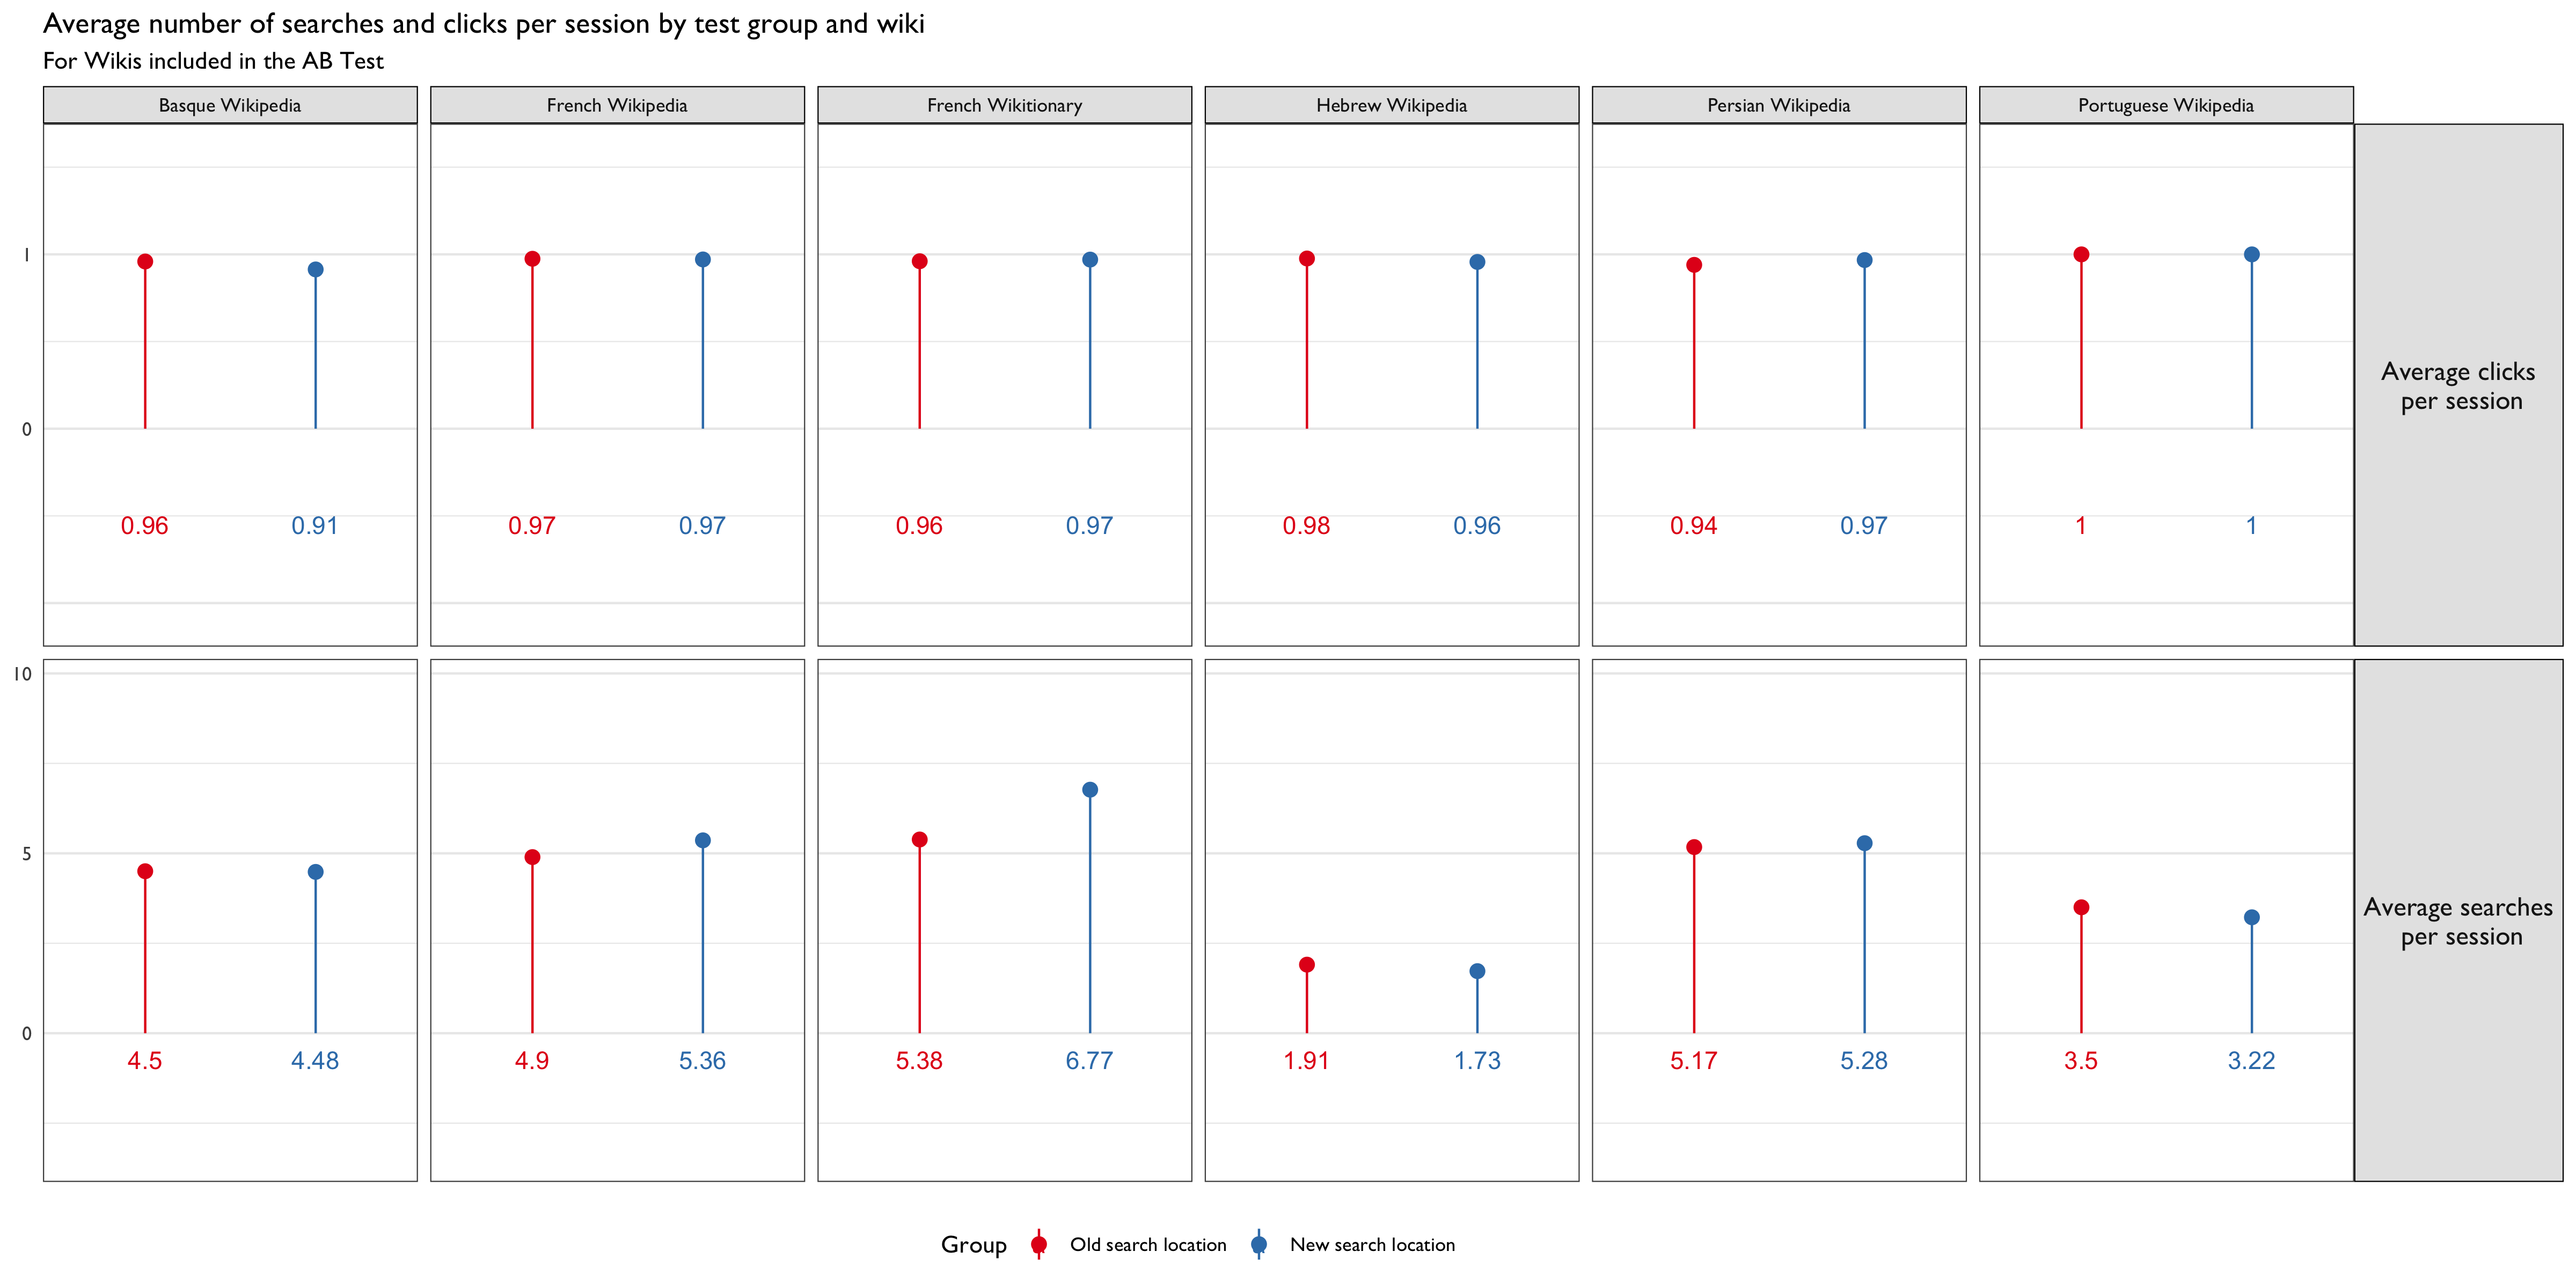 Average number of searches and clicks per session by test group and wiki
For Wikis included in the AB Test
Basque Wikipedia
French Wikipedia
French Wikitionary
Hebrew Wikipedia
Persian Wikipedia
Portuguese Wikipedia
1
0
0.96
0.91
0.97
0.97
0.96
0.97
0.98
0.96
0.94
0.97
1
1
Average clicks
per session
10
5
0
4.5
4.48
4.9
5.36
5.38
6.77
1.91
1.73
5.17
5.28
3.5
3.22
Average searches
per session
Group
Old search location
New search location